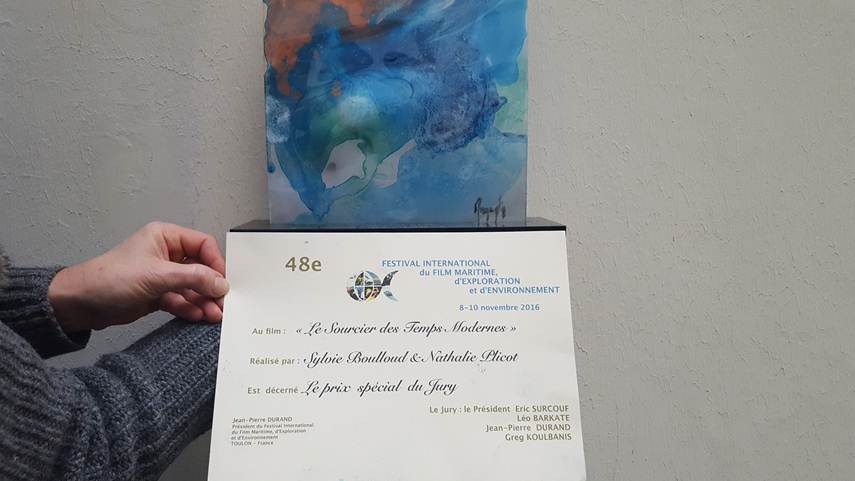 48e
FESTIVAL INTERNATIONAL
du FILM MARITIME,
d'EXPLORATION
et d'ENVIRONNEMENT
8-10 novembre 2016
Au film : « Le Sourcier des Temps Modernes »
Réalisé par : Sylvie Boulloud & Nathalie Plicot
Est décerné Le prix spécial du Jury
Jean-Pierre DURAND
Président du Festival International
du Film Maritime, d'Exploration
et d'Environnement
TOULON - France
Le Jury : le Président Eric SURCOUF
Léo BARKATE
Jean-Pierre DURAND
Greg KOULBANIS